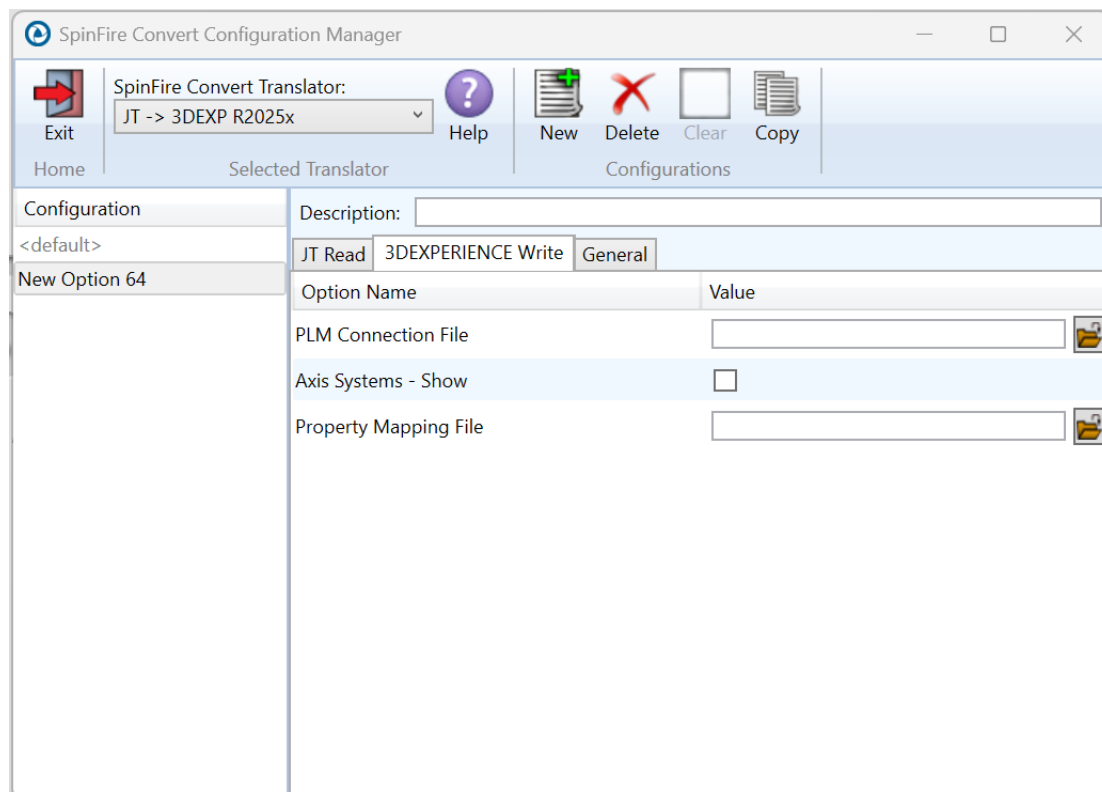 SpinFire Convert Configuration Manager
SpinFire Convert Translator:
JT -> 3DEXP R2025x
Exit
Help
New
Delete
Clear
Copy
Home
Selected Translator
Configurations
Configuration
Description:
<default>
New Option 64
JT Read
3DEXPERIENCE Write
General
Option Name
Value
PLM Connection File
Axis Systems - Show
Property Mapping File